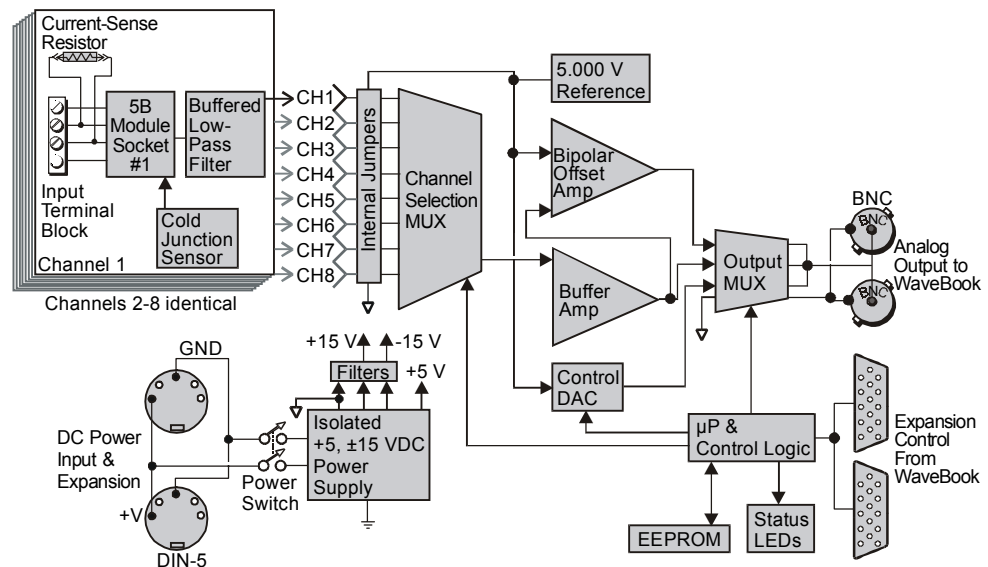 Current-Sense
Resistor
5B
Module
Socket
#1
Buffered
Low-
Pass
Filter
Input
Terminal
Block
Cold
Junction
Sensor
Channel 1
Channels 2-8 identical
CH1
CH2
CH3
CH4
CH5
CH6
CH7
CH8
Internal Jumpers
Channel
Selection
MUX
5.000 V
Reference
Bipolar
Offset
Amp
Buffer
Amp
Output
MUX
BNC
BNC
BNC
Analog
Output to
WaveBook
Control
DAC
+15 V
-15 V
Filters
+5 V
GND
DC Power
Input &
Expansion
+V
DIN-5
Power
Switch
Isolated
+5, ±15 VDC
Power
Supply
µP &
Control Logic
EEPROM
Status
LEDs
Expansion
Control
From
WaveBook